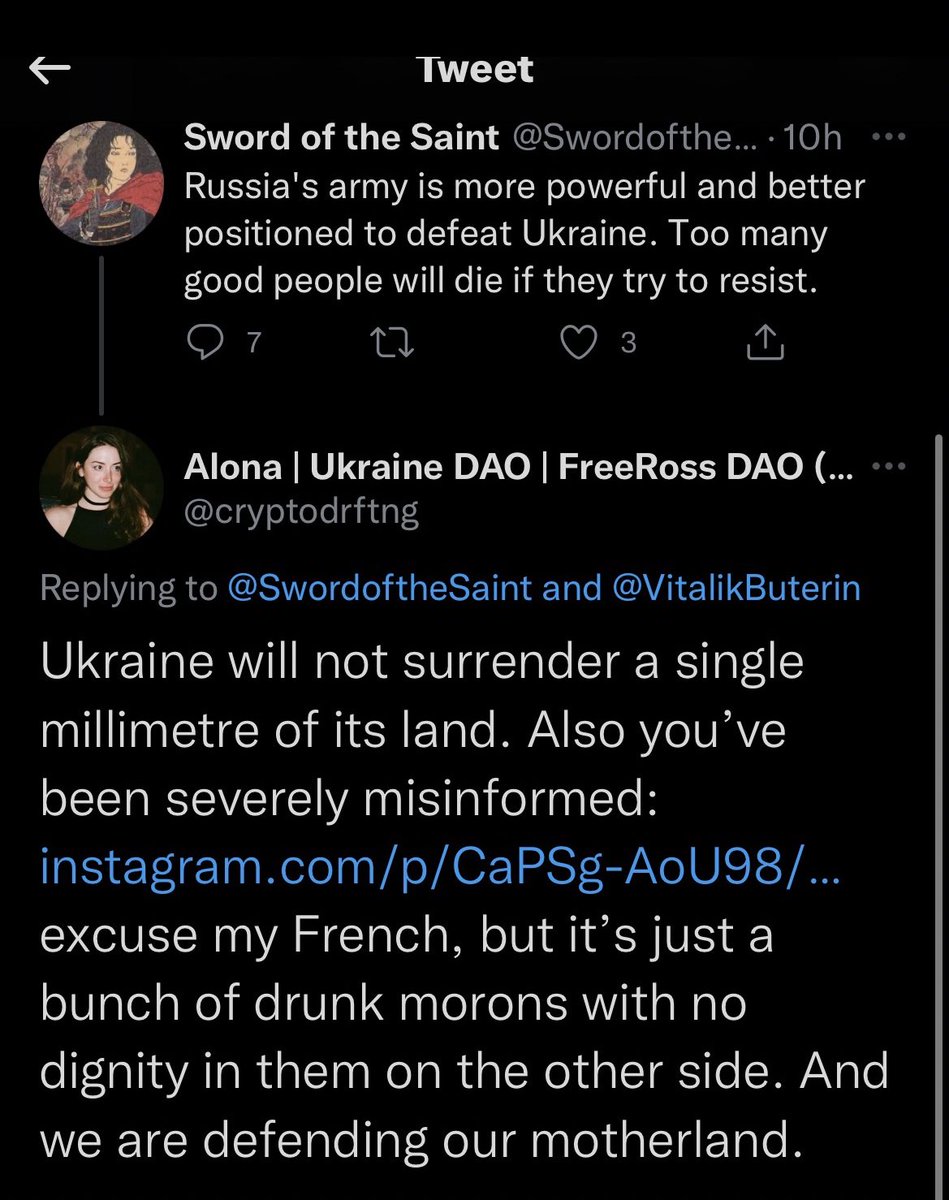 Tweet
Sword of the Saint @Swordofthe... · 10h
Russia's army is more powerful and better
positioned to defeat Ukraine. Too many
good people will die if they try to resist.
7
3
Alona | Ukraine DAO | FreeRoss DAO (...
@cryptodrftng
Replying to @SwordoftheSaint and @VitalikButerin
Ukraine will not surrender a single
millimetre of its land. Also you’ve
been severely misinformed:
instagram.com/p/CaPSg-AoU98/...
excuse my French, but it’s just a
bunch of drunk morons with no
dignity in them on the other side. And
we are defending our motherland.